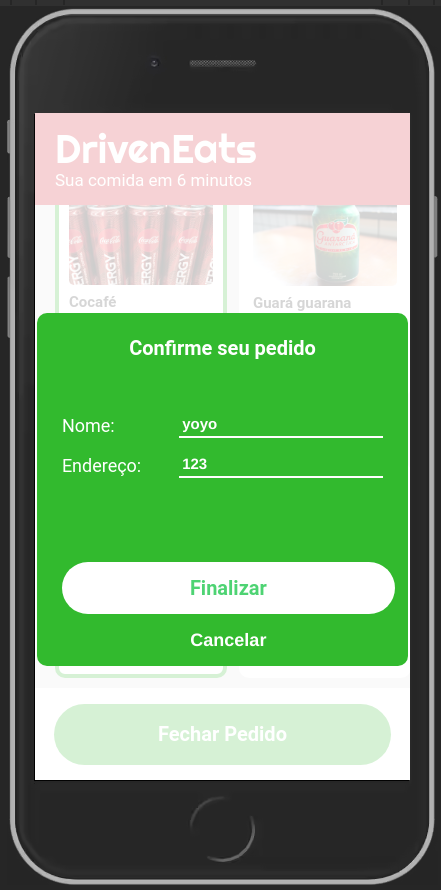 DrivenEats
Sua comida em 6 minutos
ERGY
ERGY
Cocafé
Guaraná
Guará guarana
Confirme seu pedido
Nome: yoyo
Endereço: 123
Finalizar
Cancelar
Fechar Pedido